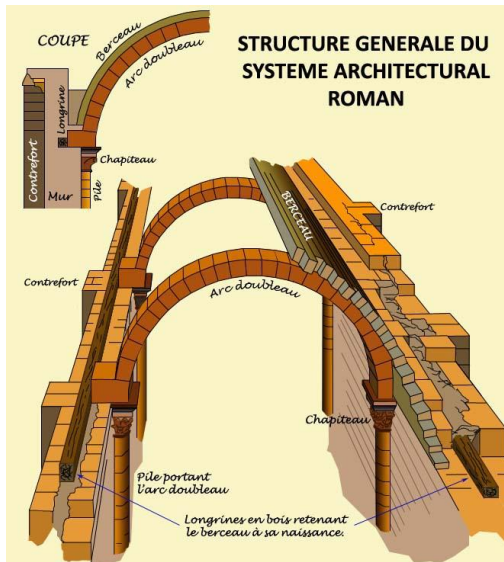 STRUCTURE GENERALE DU
SYSTEME ARCHITECTURAL
ROMAN
COUPE
Berceau
Arc doubleau
Longrine
Contrefort
Mur
Pile
Chapiteau
BERCEAU
Contrefort
Contrefort
Arc doubleau
Chapiteau
Pile portant
l'arc doubleau
Longrines en bois retenant
le berceau à sa naissance.